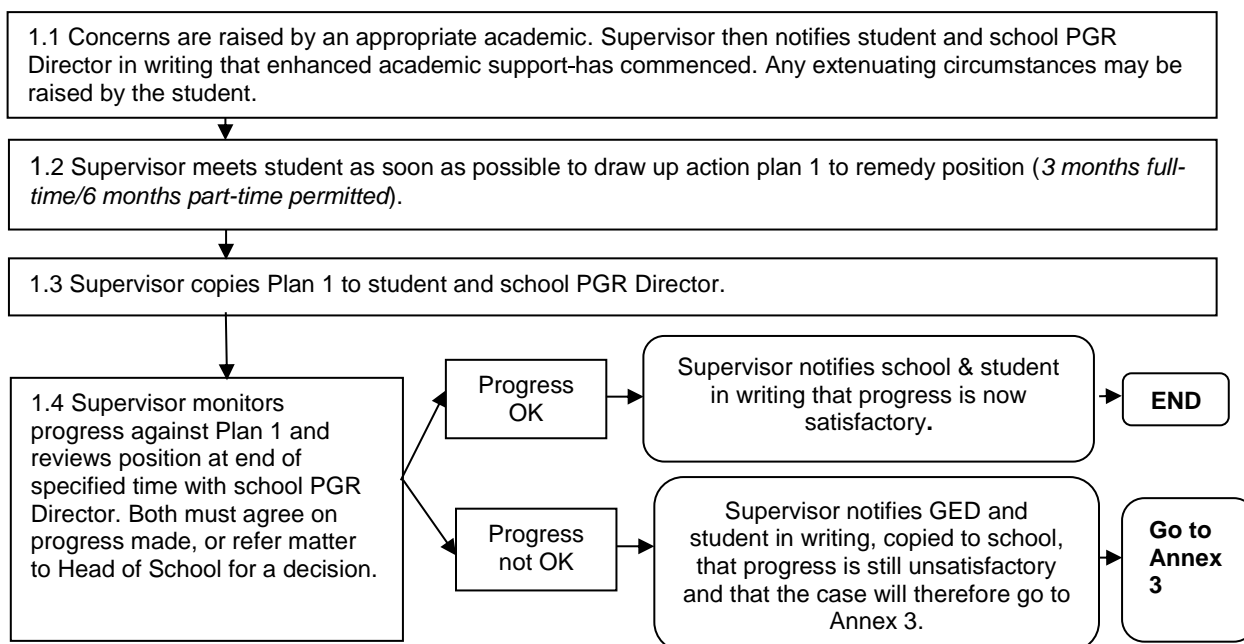 1.1 Concerns are raised by an appropriate academic. Supervisor then notifies student and school PGR
Director in writing that enhanced academic support-has commenced. Any extenuating circumstances may be
raised by the student.
1.2 Supervisor meets student as soon as possible to draw up action plan 1 to remedy position (3 months full-
time/6 months part-time permitted).
1.3 Supervisor copies Plan 1 to student and school PGR Director.
1.4 Supervisor monitors
progress against Plan 1 and
reviews position at end of
specified time with school PGR
Director. Both must agree on
progress made, or refer matter
to Head of School for a decision.
Progress
OK
Supervisor notifies school & student
in writing that progress is now
satisfactory.
END
Progress
not OK
Supervisor notifies GED and
student in writing, copied to school,
that progress is still unsatisfactory
and that the case will therefore go to
Annex 3.
Go to
Annex
3